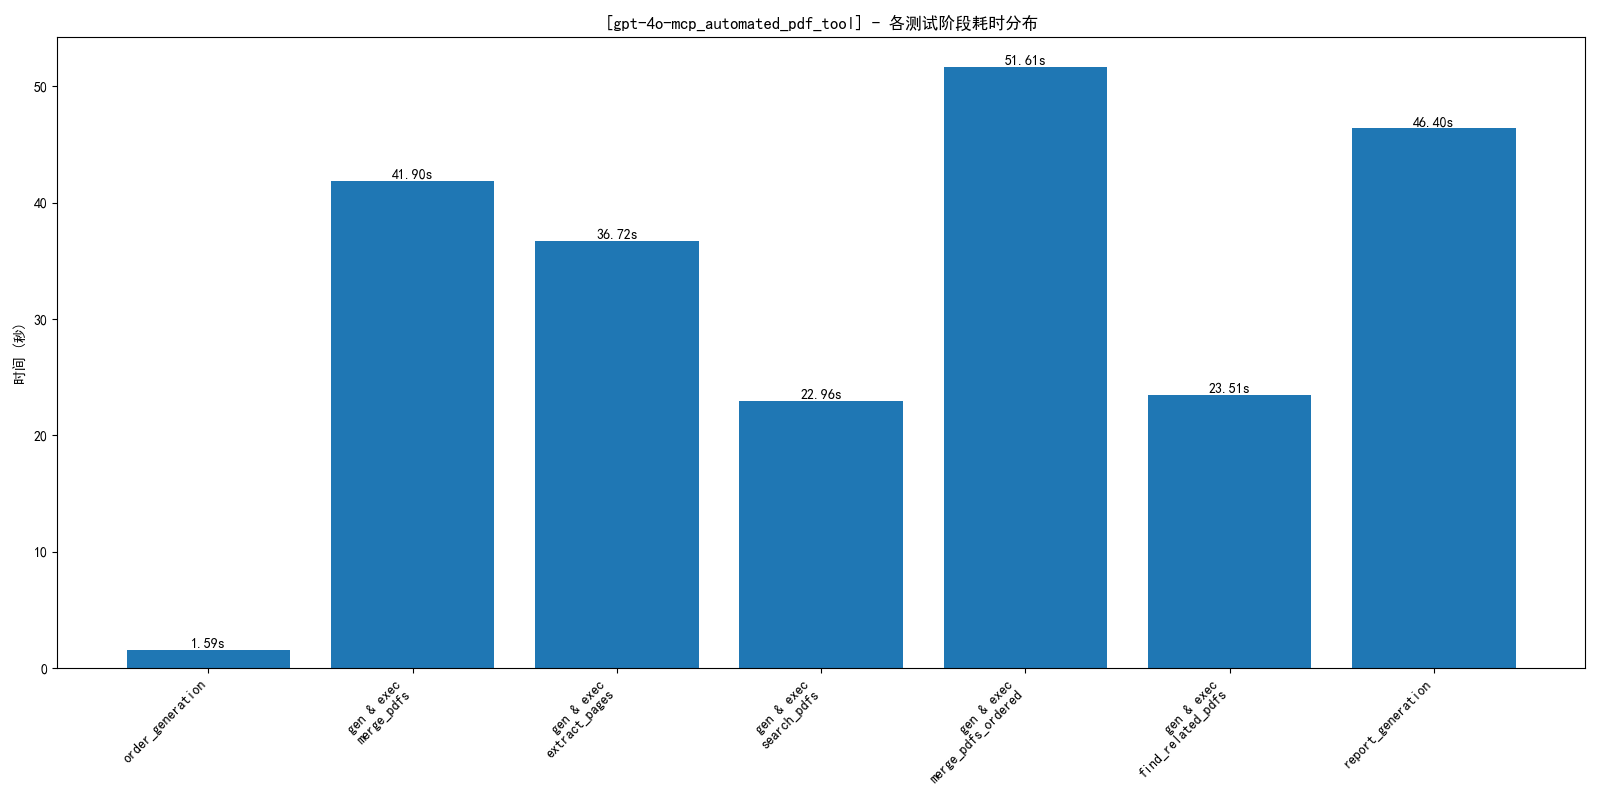 [gpt-4o-mcp_automated_pdf_tool] - 各测试阶段耗时分布
时间 (秒)
50
40
30
20
10
0
1.59s
41.90s
36.72s
22.96s
51.61s
23.51s
46.40s
order_generation
gen & exec
merge_pdfs
gen & exec
extract_pages
gen & exec
search_pdfs
gen & exec
merge_pdfs_ordered
gen & exec
find_related_pdfs
report_generation